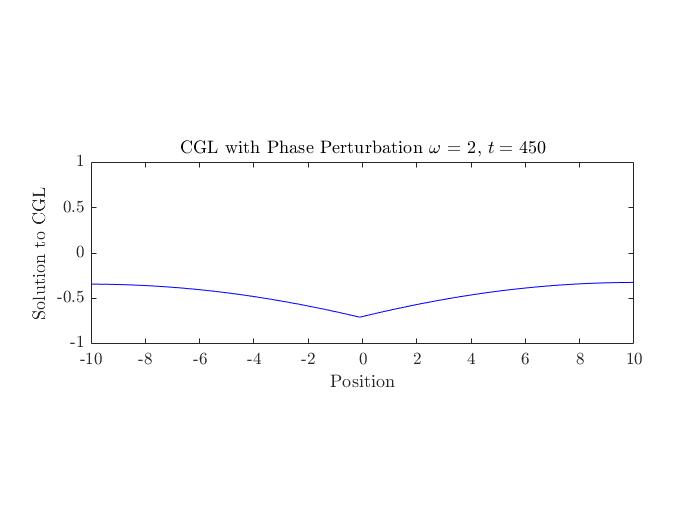 CGL with Phase Perturbation ω = 2, t = 450
1
0.5
0
-0.5
-1
Solution to CGL
-10 -8 -6 -4 -2 0 2 4 6 8 10
Position